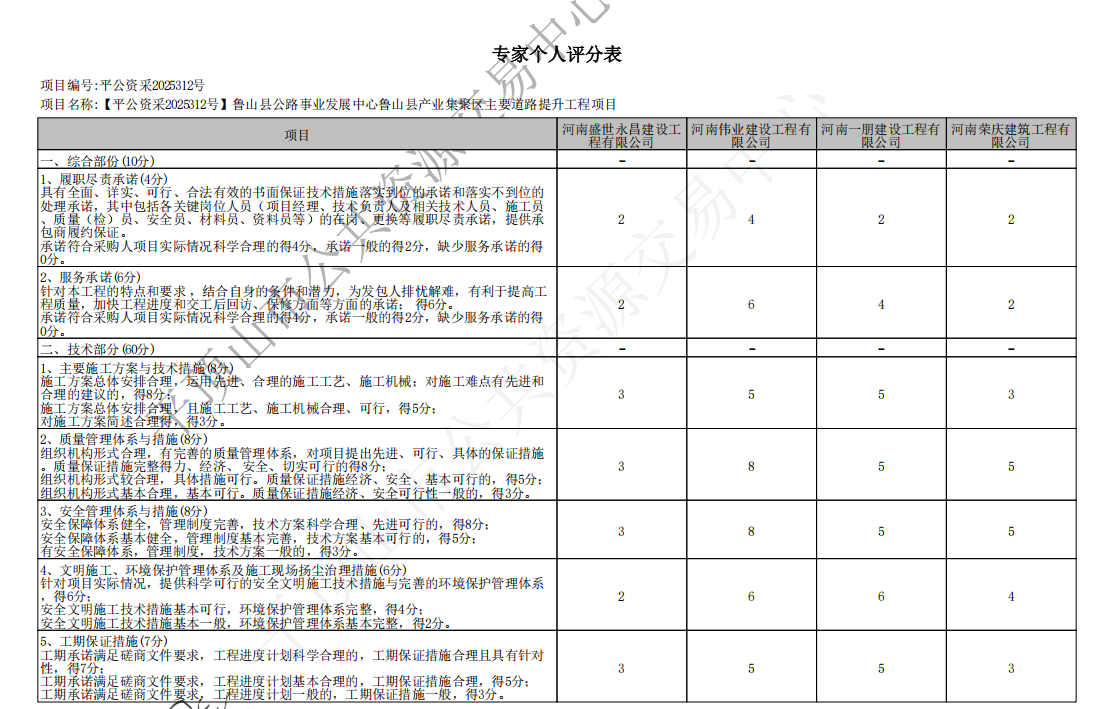 专家个人评分表
项目编号:平公资采2025312号
项目名称:【平公资采2025312号】鲁山县公路事业发展中心鲁山县产业集聚区主要道路提升工程项目
项目
河南盛世永昌建设工程有限公司
河南伟业建设工程有限公司
河南一朋建设工程有限公司
河南荣庆建筑工程有限公司
一、综合部份(10分)
-
-
-
-
1、履职尽责承诺(4分)
具有全面、详实、可行、合法有效的书面保证技术措施落实到位的承诺和落实不到位的
处理承诺，其中包括各关键岗位人员（项目经理、技术负责人及相关技术人员、施工员
、质量（检）员、安全员、材料员、资料员等）的在岗、更换等履职尽责承诺，提供承
包商履约保证。
承诺符合采购人项目实际情况科学合理的得4分，承诺一般的得2分，缺少服务承诺的得
0分。
2
4
2
2
2、服务承诺(6分)
针对本工程的特点和要求，结合自身的条件和潜力，为发包人排忧解难，有利于提高工
程质量，加快工程进度和交工后回访、保修方面等方面的承诺； 得6分。
承诺符合采购人项目实际情况科学合理的得4分，承诺一般的得2分，缺少服务承诺的得
0分。
2
6
4
2
二、技术部分(60分)
-
-
-
-
1、主要施工方案与技术措施(8分)
施工方案总体安排合理，运用先进、合理的施工工艺、施工机械；对施工难点有先进和
合理的建议的，得8分；
施工方案总体安排合理，且施工工艺、施工机械合理、可行，得5分；
对施工方案简述合理得，得3分。
3
5
5
3
2、质量管理体系与措施(8分)
组织机构形式合理，有完善的质量管理体系，对项目提出先进、可行、具体的保证措施
。质量保证措施完整得力、经济、安全、切实可行的得8分；
组织机构形式较合理，具体措施可行。质量保证措施经济、安全、基本可行的，得5分；
组织机构形式基本合理，基本可行。质量保证措施经济、安全可行性一般的，得3分。
3
8
5
5
3、安全管理体系与措施(8分)
安全保障体系健全，管理制度完善，技术方案科学合理、先进可行的，得8分；
安全保障体系基本健全，管理制度基本完善，技术方案基本可行的，得5分；
有安全保障体系，管理制度，技术方案一般的，得3分。
3
8
5
5
4、文明施工、环境保护管理体系及施工现场扬尘治理措施(6分)
针对项目实际情况，提供科学可行的安全文明施工技术措施与完善的环境保护管理体系
，得6分；
安全文明施工技术措施基本可行，环境保护管理体系完整，得4分；
安全文明施工技术措施基本一般，环境保护管理体系基本完整，得2分。
2
6
6
4
5、工期保证措施(7分)
工期承诺满足磋商文件要求，工程进度计划科学合理的，工期保证措施合理且具有针对
性，得7分；
工期承诺满足磋商文件要求，工程进度计划基本合理的，工期保证措施合理，得5分；
工期承诺满足磋商文件要求，工程进度计划一般的，工期保证措施一般，得3分。
3
5
5
3
平顶山市公共资源交易中心
平顶山市公共资源交易中心